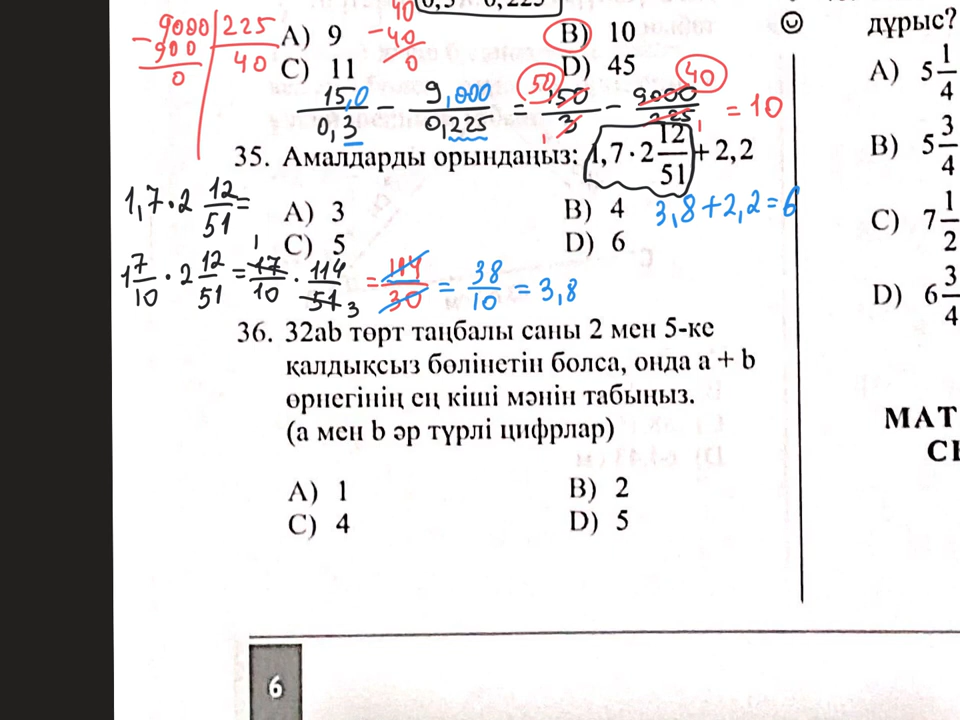 9000 | 225
- 900 40
0
40
- 40
0
А) 9 В) 10
С) 11 D) 45
15,0/0,3 − 9,000/0,225 = 150/3 − 9000/225 = 10
50 40
1 1
35. Амалдарды орындаңыз: 1,7 · 2 12/51 + 2,2
1,7 · 2 12/51 =
А) 3 В) 4 3,8 + 2,2 = 6
С) 5 D) 6
1 7/10 · 2 12/51 = 17/10 · 114/51 = 114/30 = 38/10 = 3,8
1 3
36. 32ab төрт таңбалы саны 2 мен 5-ке
қалдықсыз бөлінетін болса, онда a + b
өрнегінің ең кіші мәнін табыңыз.
(a мен b әр түрлі цифрлар)
А) 1 В) 2
С) 4 D) 5
6
дұрыс?
А) 5 1/4
В) 5 3/4
С) 7 1/2
D) 6 3/4
МАТ